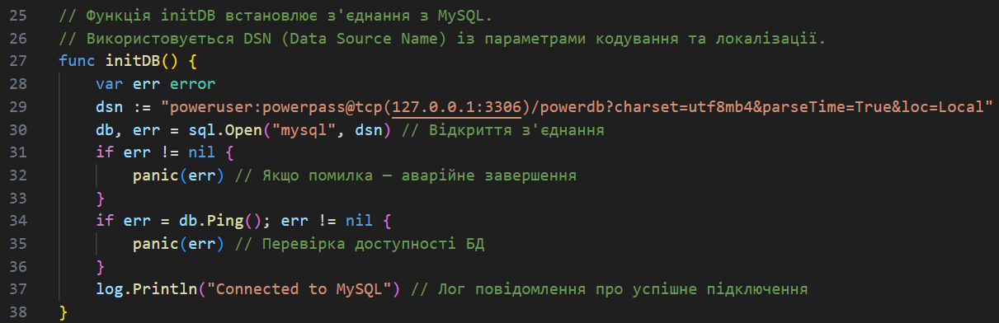 25 // Функція initDB встановлює з'єднання з MySQL.
26 // Використовується DSN (Data Source Name) із параметрами кодування та локалізації.
27 func initDB() {
28     var err error
29     dsn := "poweruser:powerpass@tcp(127.0.0.1:3306)/powerdb?charset=utf8mb4&parseTime=True&loc=Local"
30     db, err = sql.Open("mysql", dsn) // Відкриття з'єднання
31     if err != nil {
32         panic(err) // Якщо помилка — аварійне завершення
33     }
34     if err = db.Ping(); err != nil {
35         panic(err) // Перевірка доступності БД
36     }
37     log.Println("Connected to MySQL") // Лог повідомлення про успішне підключення
38 }